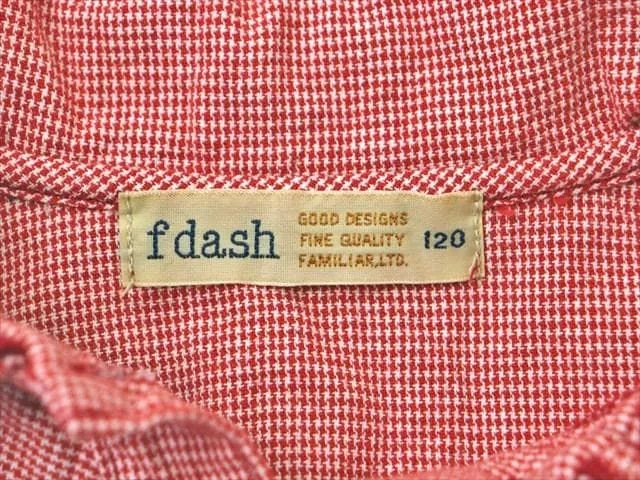 fdash
GOOD DESIGNS
FINE QUALITY
FAMILIAR,LTD.
120